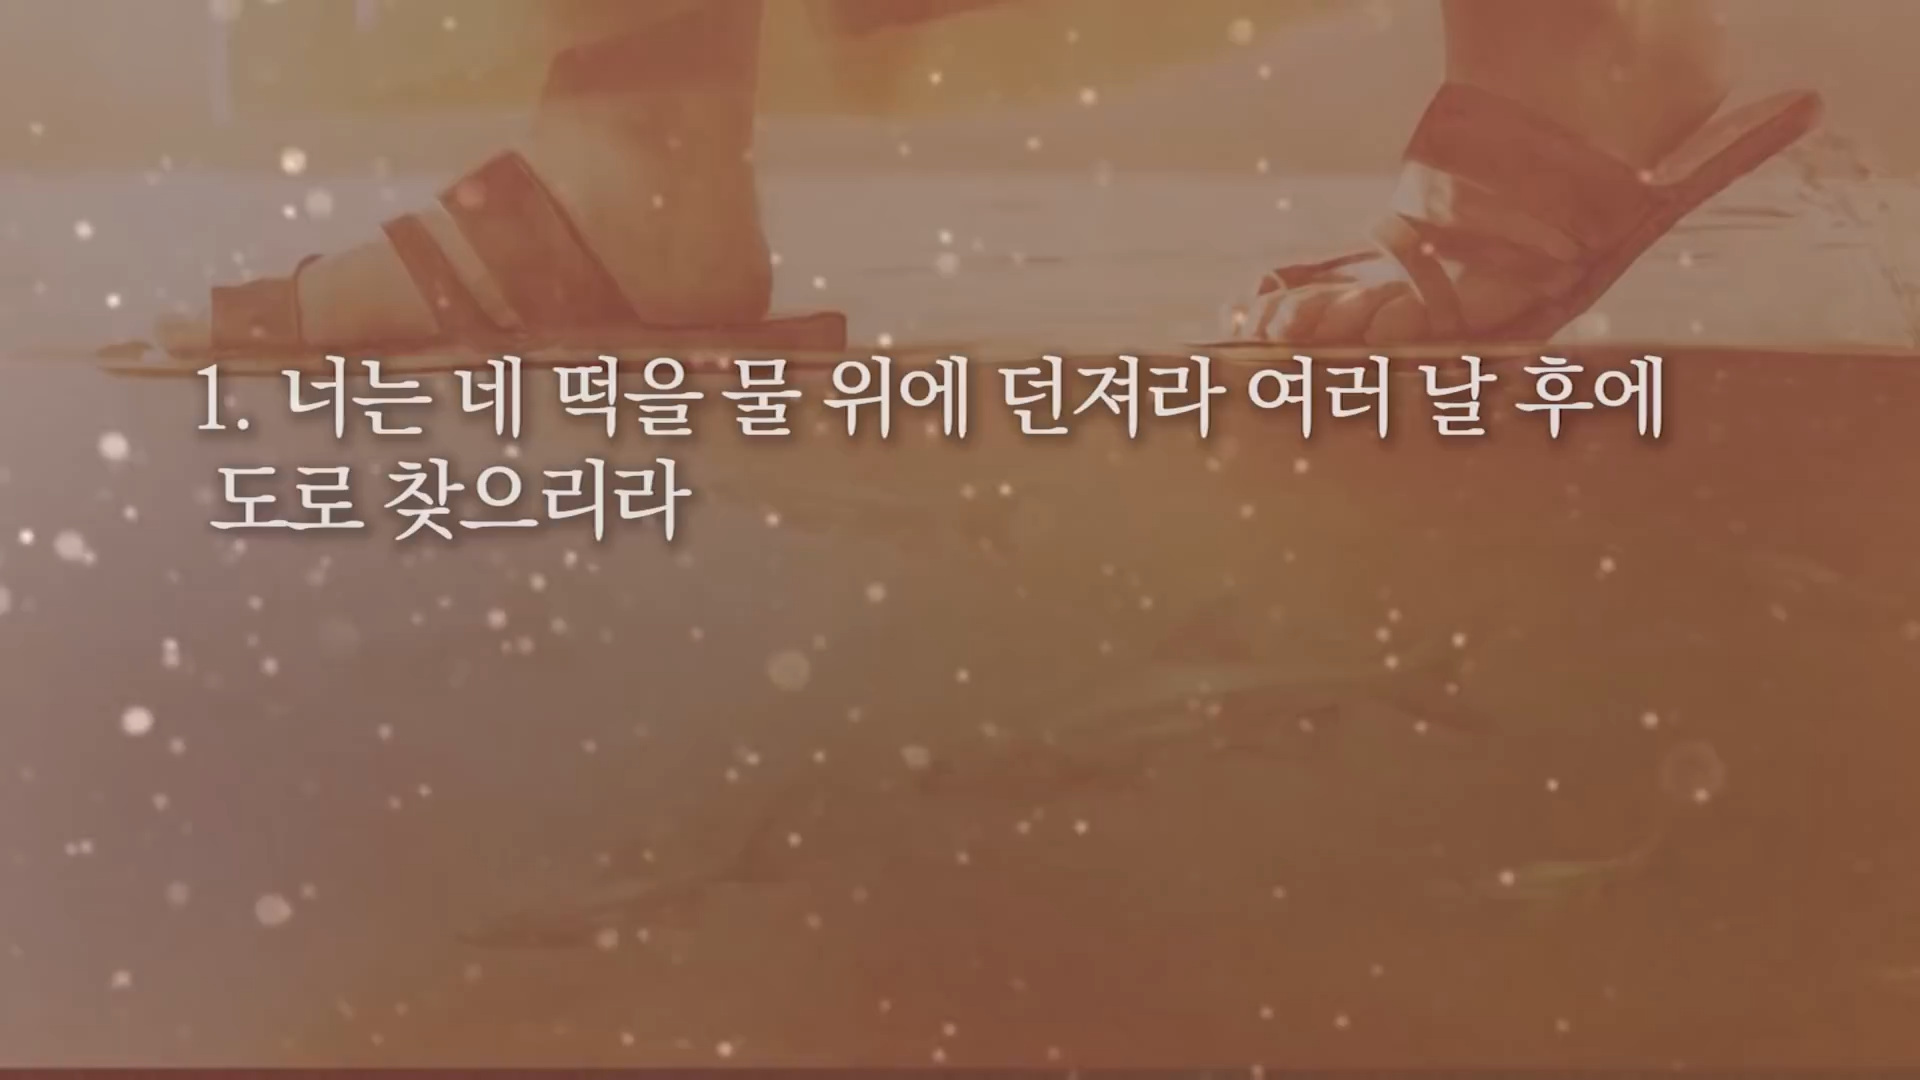 1. 너는 네 떡을 물 위에 던져라 여러 날 후에
도로 찾으리라